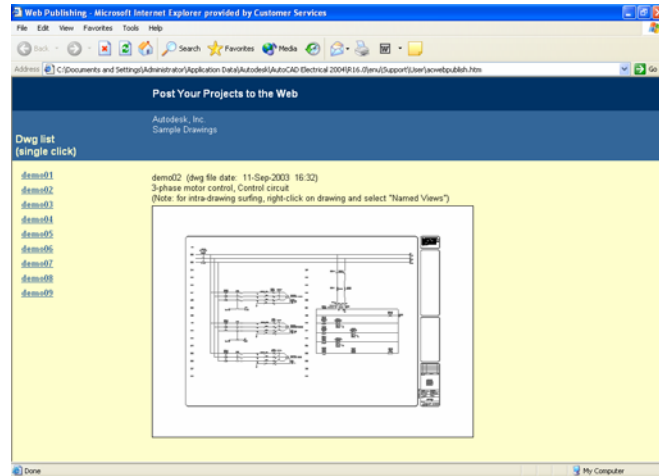 Web Publishing - Microsoft Internet Explorer provided by Customer Services
File Edit View Favorites Tools Help
Back Search Favorites Media
Address C:\Documents and Settings\Administrator\Application Data\Autodesk\AutoCAD Electrical 2004\R16.0\enu\Support\User\acwebpublish.htm Go
Post Your Projects to the Web
Autodesk, Inc.
Sample Drawings
Dwg list
(single click)
demo01
demo02
demo03
demo04
demo05
demo06
demo07
demo08
demo09
demo02 (dwg file date: 11-Sep-2003 16:32)
3-phase motor control, Control circuit
(Note: for intra-drawing surfing, right-click on drawing and select "Named Views")
Done My Computer